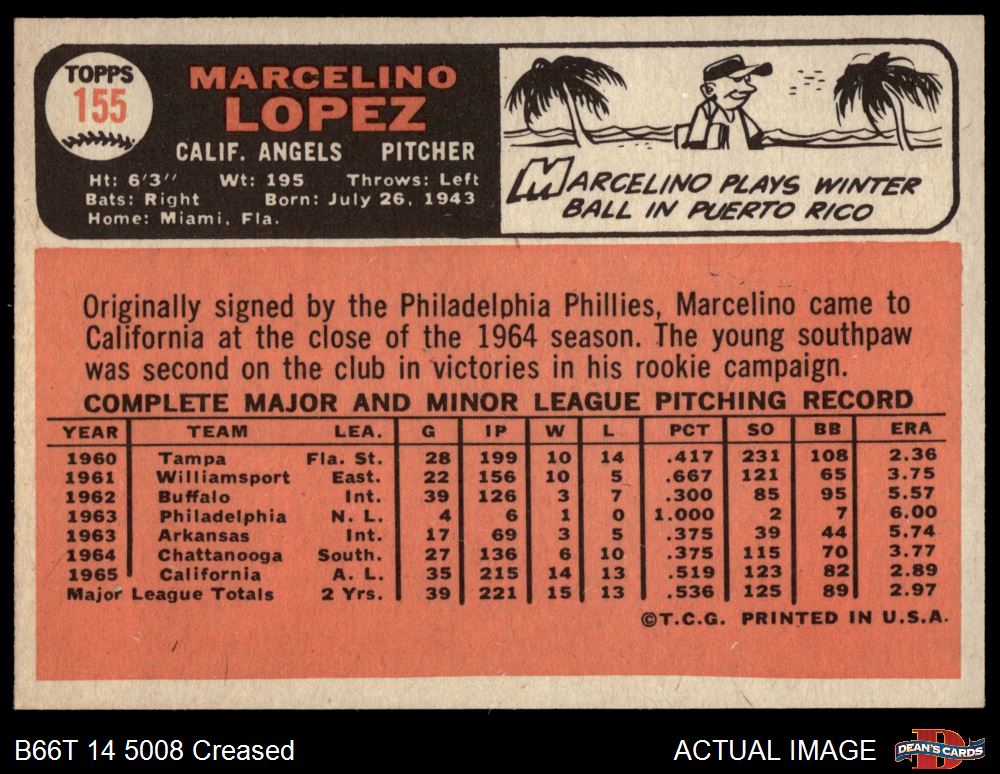 TOPPS
155
MARCELINO
LOPEZ
CALIF. ANGELS PITCHER
Ht: 6'3" Wt: 195 Throws: Left
Bats: Right Born: July 26, 1943
Home: Miami, Fla.
MARCELINO PLAYS WINTER
BALL IN PUERTO RICO
Originally signed by the Philadelphia Phillies, Marcelino came to
California at the close of the 1964 season. The young southpaw
was second on the club in victories in his rookie campaign.
COMPLETE MAJOR AND MINOR LEAGUE PITCHING RECORD
YEAR TEAM LEA. G IP W L PCT SO BB ERA
1960 Tampa Fla. St. 28 199 10 14 .417 231 108 2.36
1961 Williamsport East. 22 156 10 5 .667 121 65 3.75
1962 Buffalo Int. 39 126 3 7 .300 85 95 5.57
1963 Philadelphia N. L. 4 6 1 0 1.000 2 7 6.00
1963 Arkansas Int. 17 69 3 5 .375 39 44 5.74
1964 Chattanooga South. 27 136 6 10 .375 115 70 3.77
1965 California A. L. 35 215 14 13 .519 123 82 2.89
Major League Totals 2 Yrs. 39 221 15 13 .536 125 89 2.97
©T.C.G. PRINTED IN U.S.A.
B66T 14 5008 Creased
ACTUAL IMAGE
D
DEAN'S CARDS